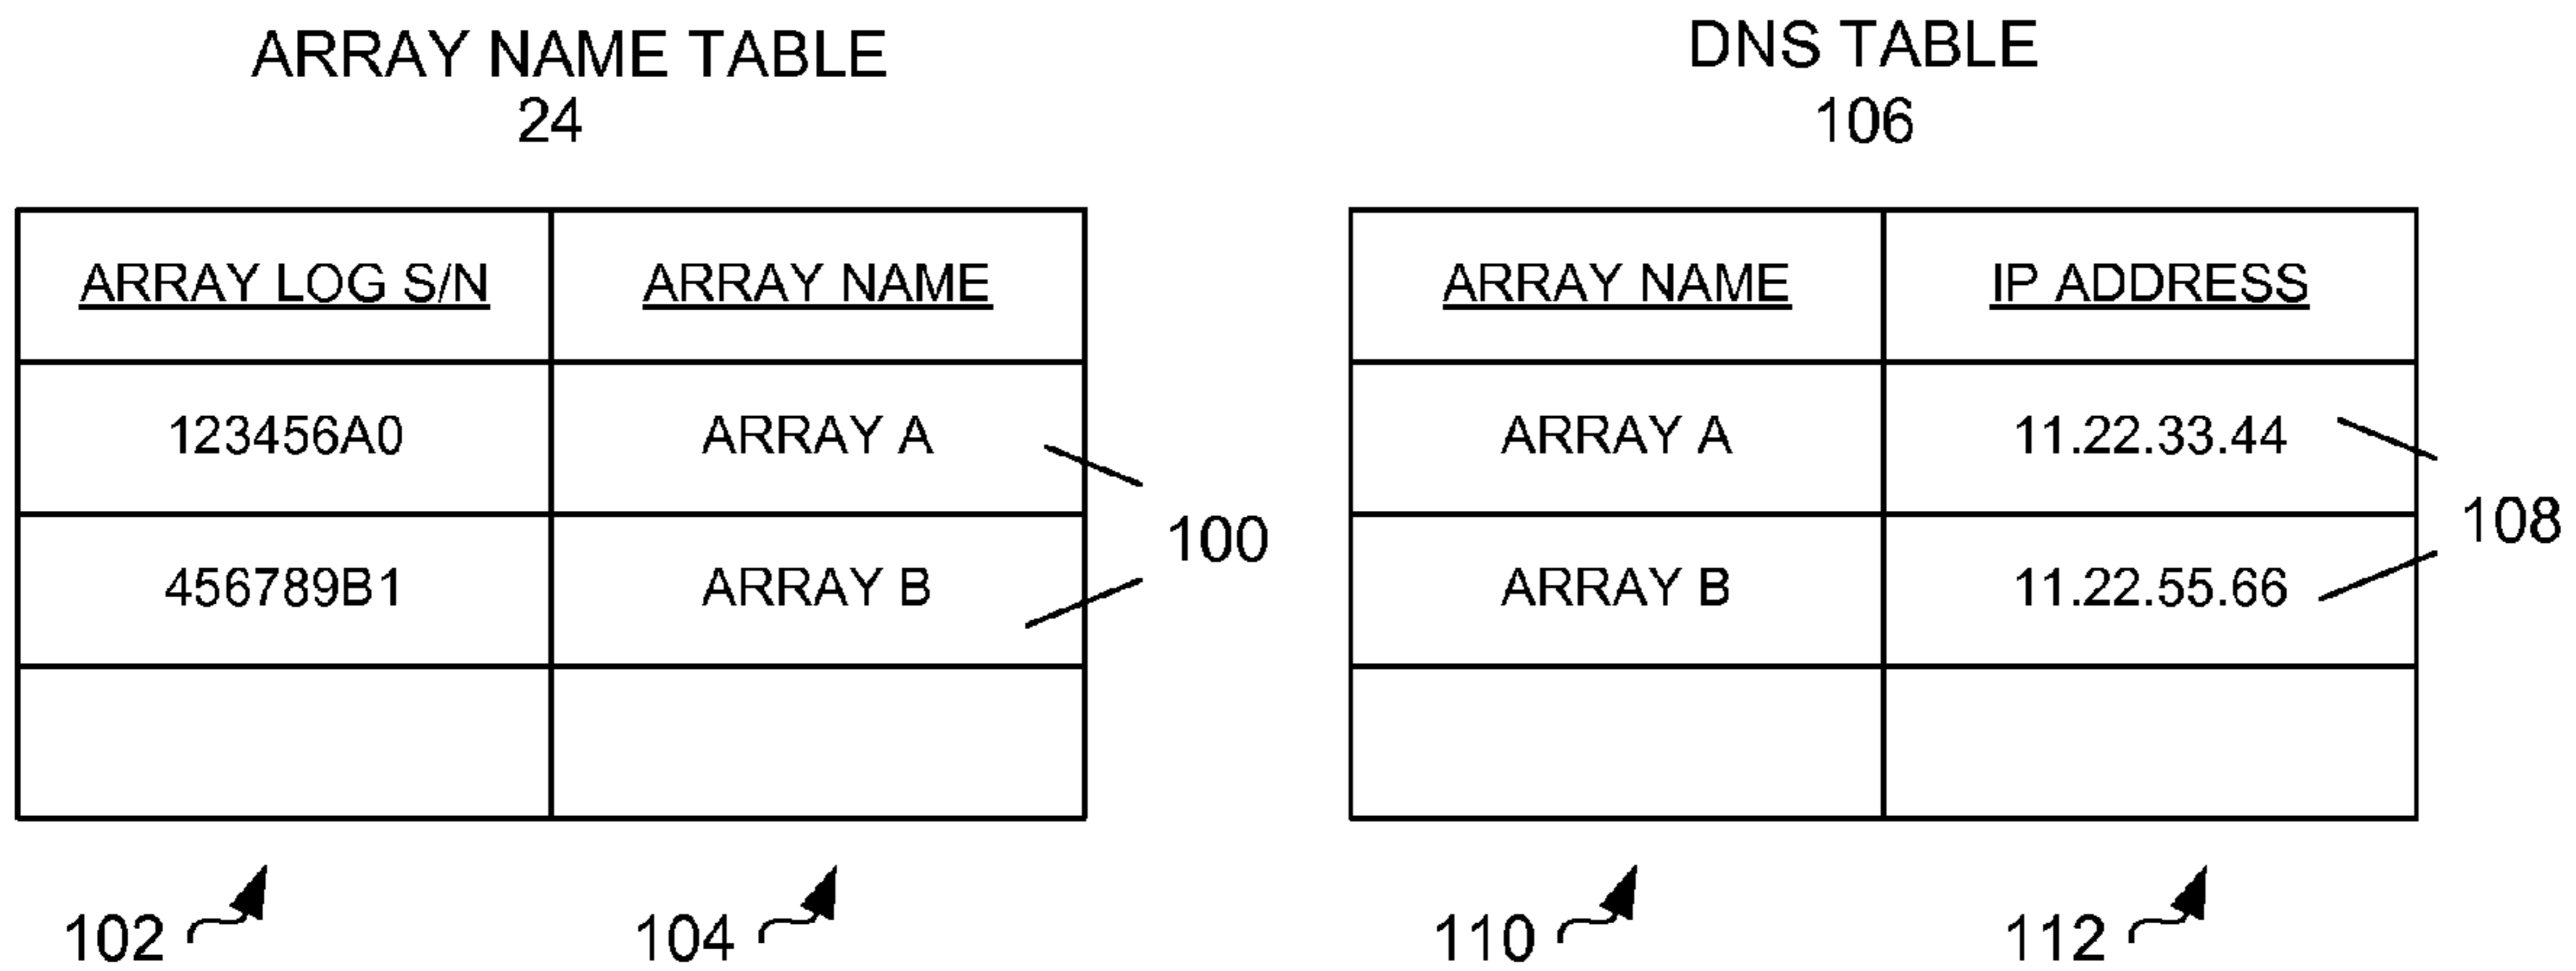 ARRAY NAME TABLE
24
ARRAY LOG S/N ARRAY NAME
123456A0 ARRAY A
456789B1 ARRAY B
100
102 104
DNS TABLE
106
ARRAY NAME IP ADDRESS
ARRAY A 11.22.33.44
ARRAY B 11.22.55.66
108
110 112